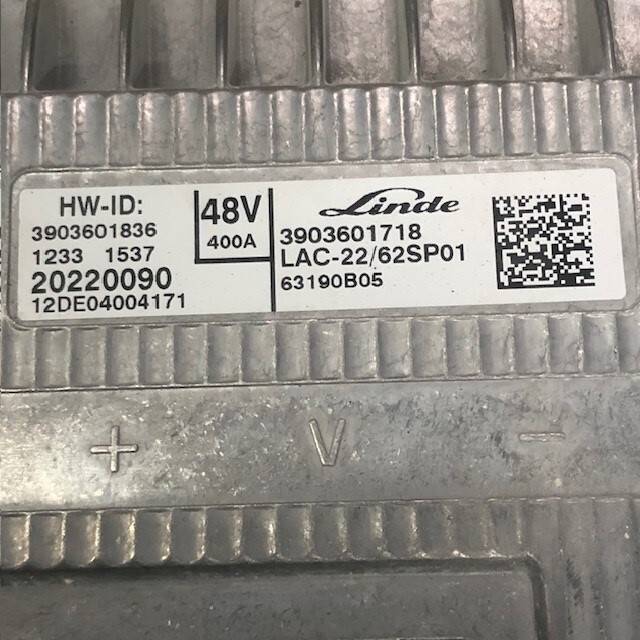 HW-ID:
3903601836
1233 1537
20220090
12DE04004171
48V
400A
Linde
3903601718
LAC-22/62SP01
63190B05
+ V −